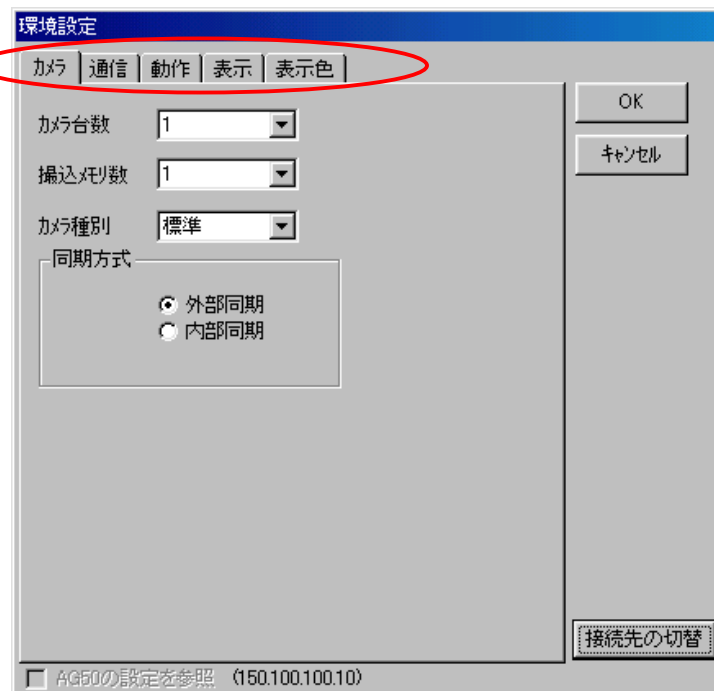 環境設定
カメラ 通信 動作 表示 表示色
カメラ台数 1
撮込メモリ数 1
カメラ種別 標準
同期方式
外部同期
内部同期
OK
キャンセル
接続先の切替
AG50の設定を参照 (150.100.100.10)